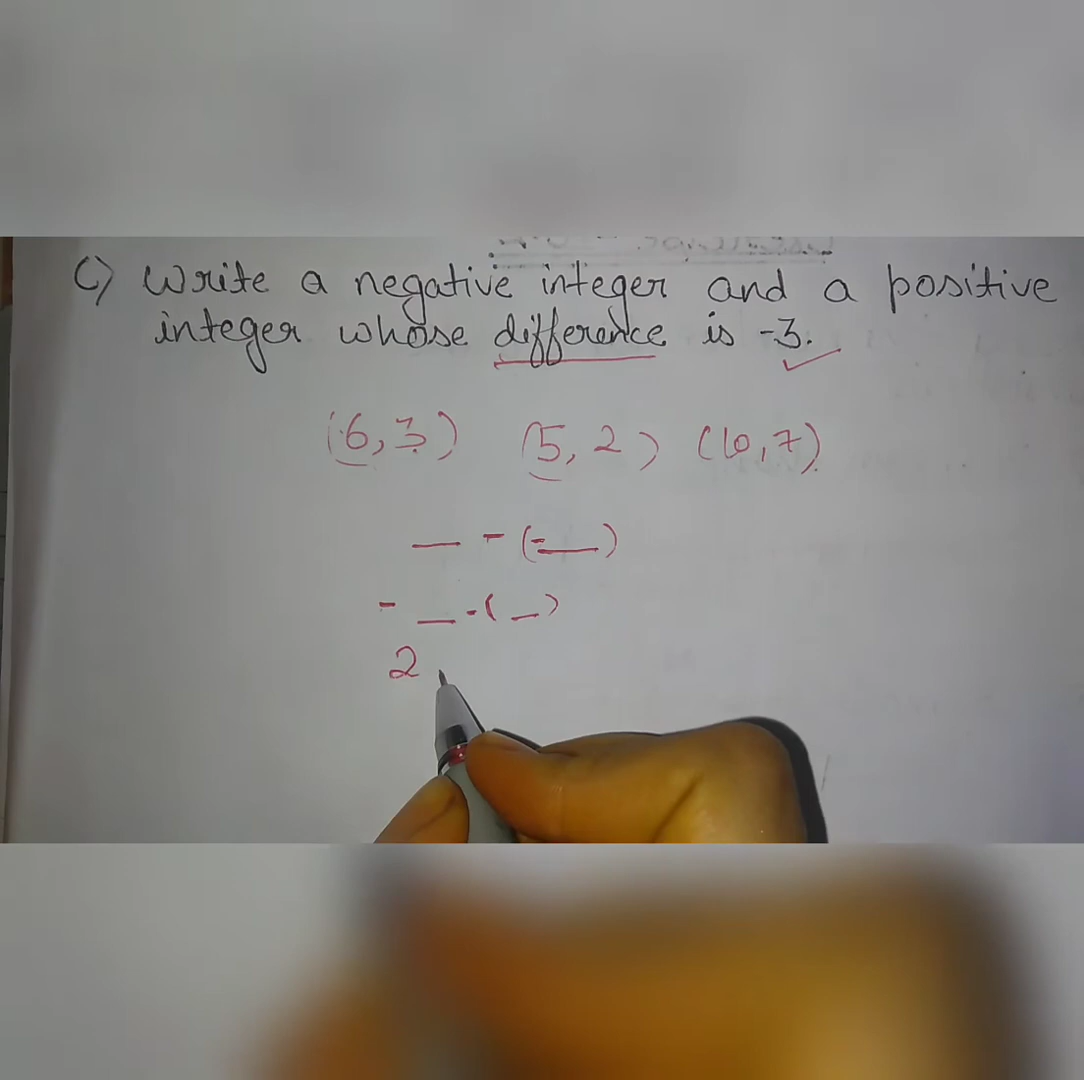 C) Write a negative integer and a positive
integer whose difference is -3.
(6,3) (5,2) (10,7)
__ - (-__)
- __ - (__)
2